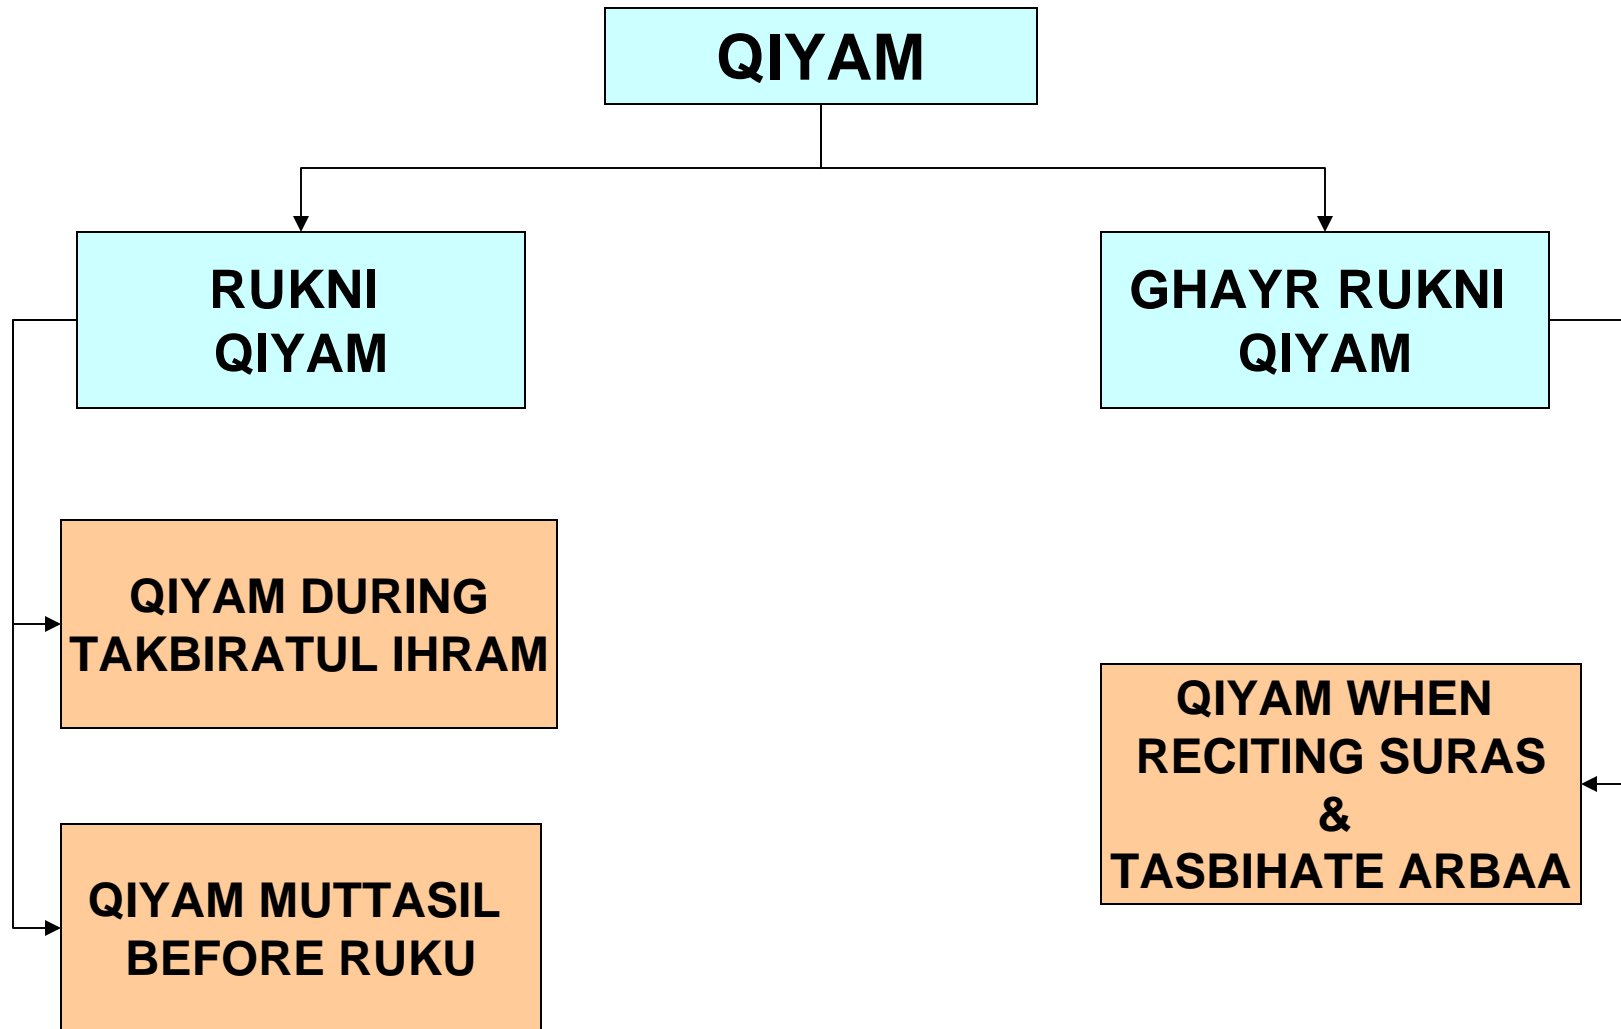 QIYAM
RUKNI
QIYAM
GHAYR RUKNI
QIYAM
QIYAM DURING
TAKBIRATUL IHRAM
QIYAM MUTTASIL
BEFORE RUKU
QIYAM WHEN
RECITING SURAS
&
TASBIHATE ARBAA